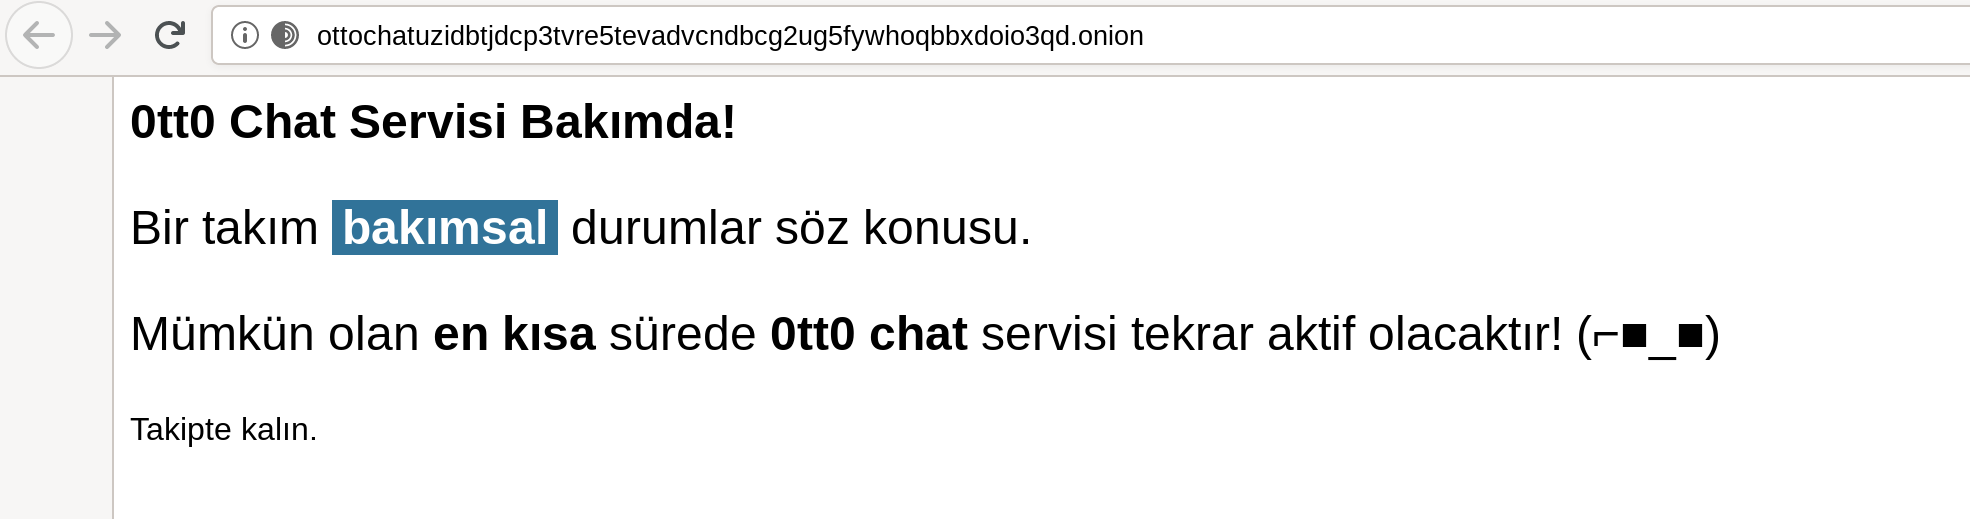 ottochatuzidbtjdcp3tvre5tevadvcndbcg2ug5fywhoqbbxdoio3qd.onion
0tt0 Chat Servisi Bakımda!
Bir takım bakımsal durumlar söz konusu.
Mümkün olan en kısa sürede 0tt0 chat servisi tekrar aktif olacaktır! (⌐■_■)
Takipte kalın.